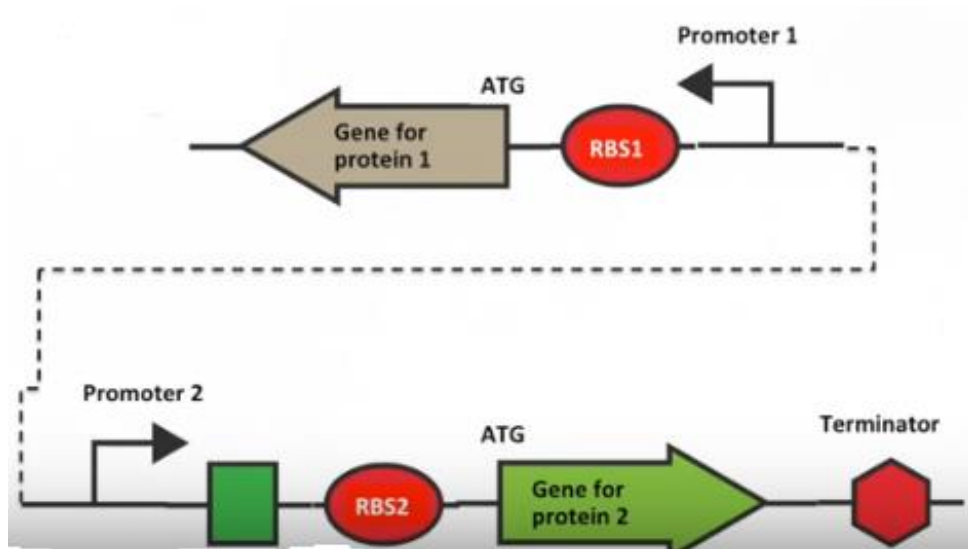 Promoter 1
ATG
Gene for
protein 1
RBS1
Promoter 2
ATG
Terminator
RBS2
Gene for
protein 2